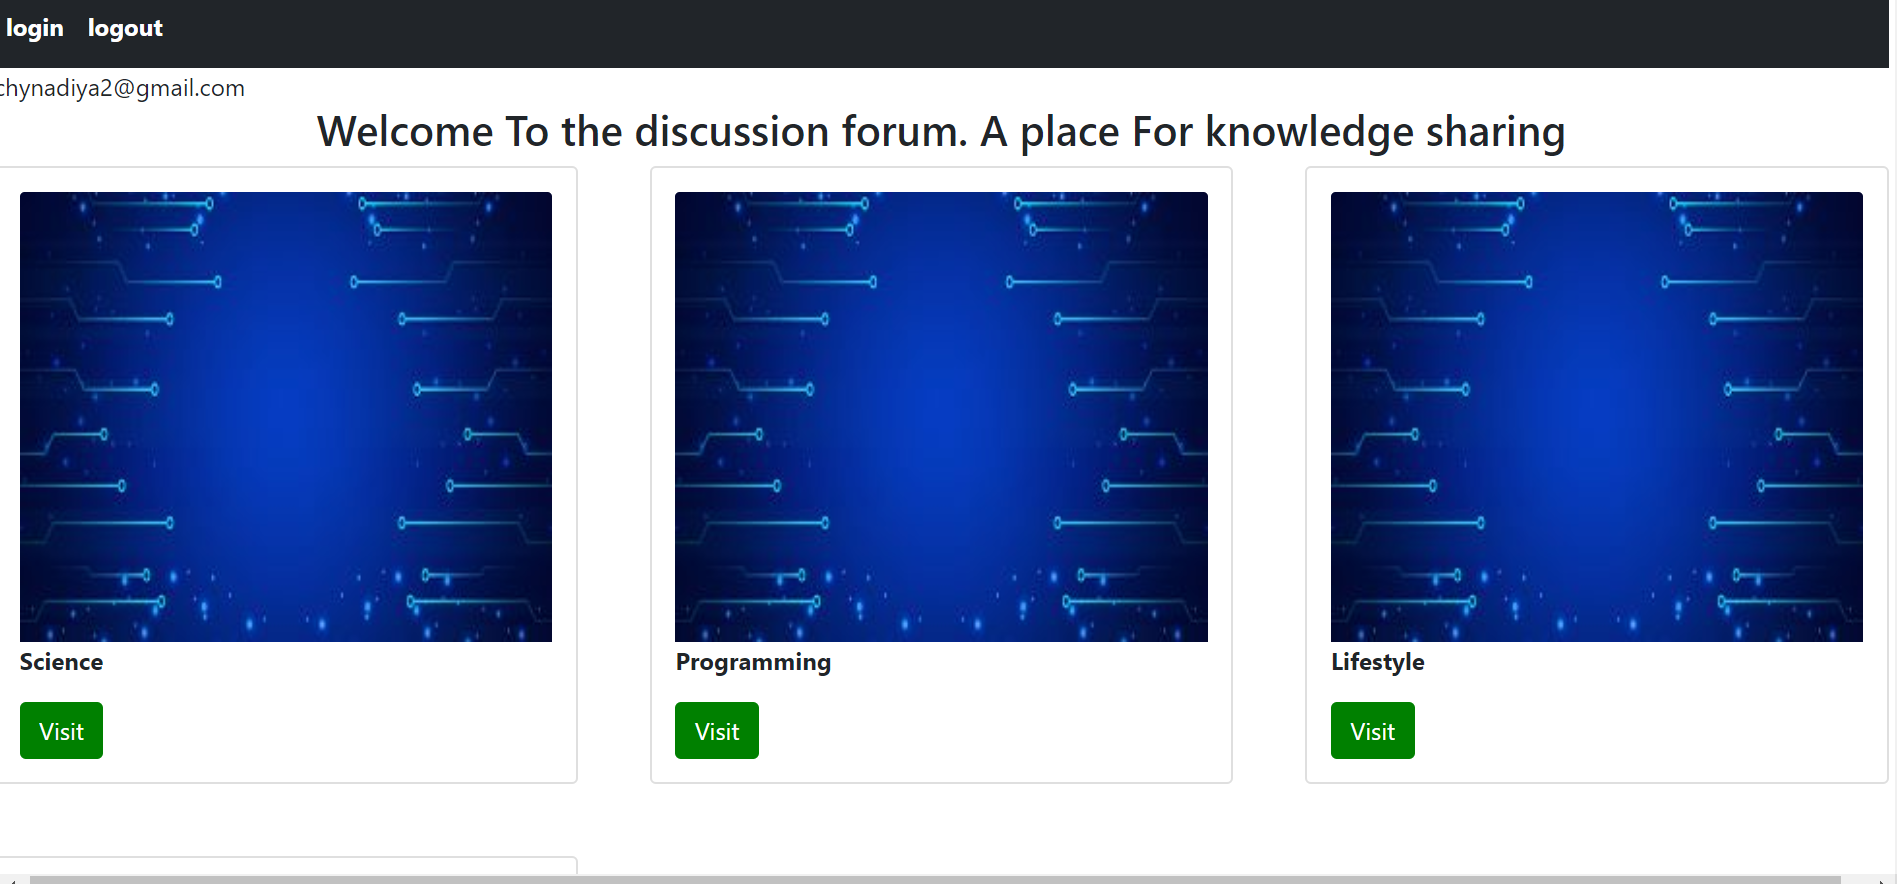 login logout
chynadiya2@gmail.com
Welcome To the discussion forum. A place For knowledge sharing
Science Programming Lifestyle
Visit Visit Visit